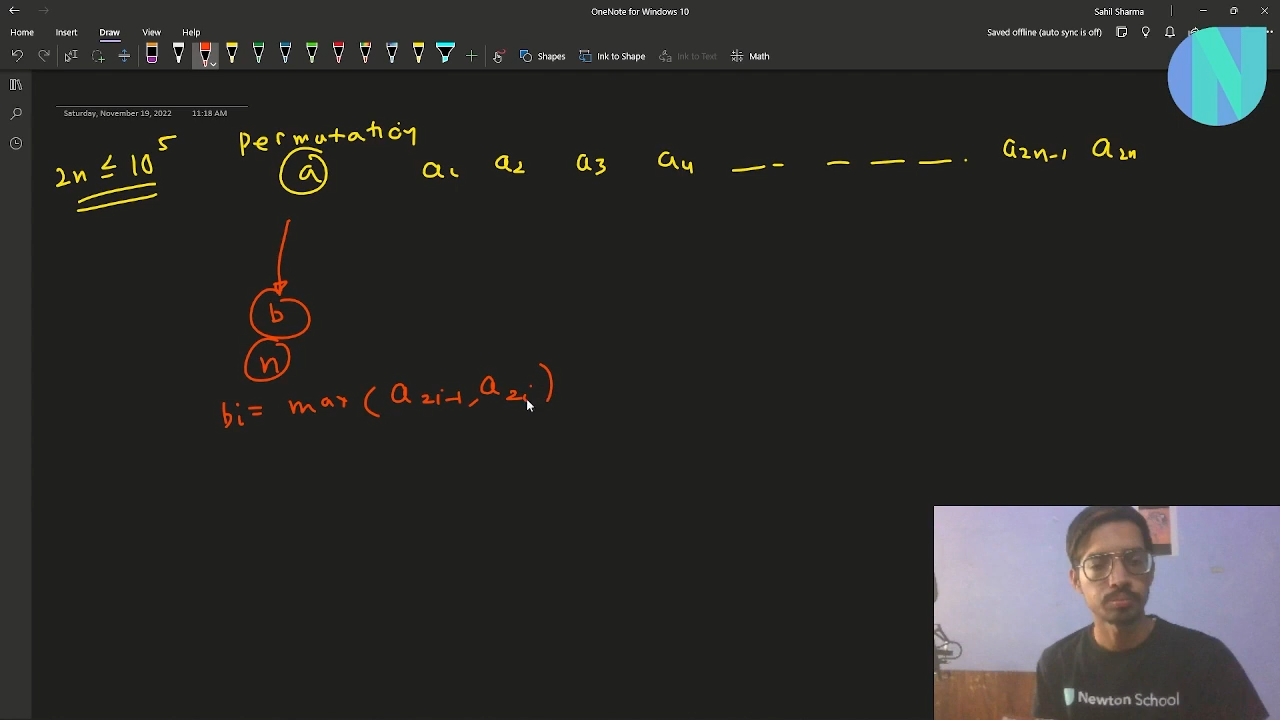 OneNote for Windows 10
Sahil Sharma
Home Insert Draw View Help
Saved offline (auto sync is off)
Shapes Ink to Shape Ink to Text Math
Saturday, November 19, 2022 11:18 AM
2n ≤ 10^5
Permutation
a a1 a2 a3 a4 — - - — — . a2n-1 a2n
b
n
bi = max (a2i-1, a2i)
Newton School